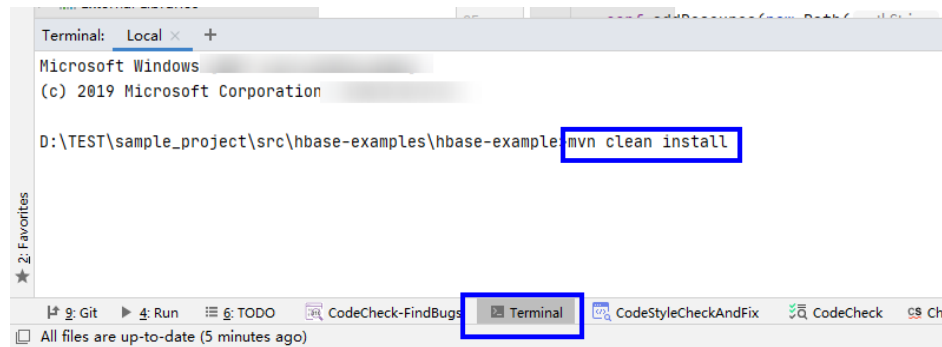 Terminal: Local × +
Microsoft Windows
(c) 2019 Microsoft Corporation
D:\TEST\sample_project\src\hbase-examples\hbase-example>mvn clean install
2: Favorites
9: Git 4: Run 6: TODO CodeCheck-FindBugs Terminal CodeStyleCheckAndFix CodeCheck CS Ch
All files are up-to-date (5 minutes ago)